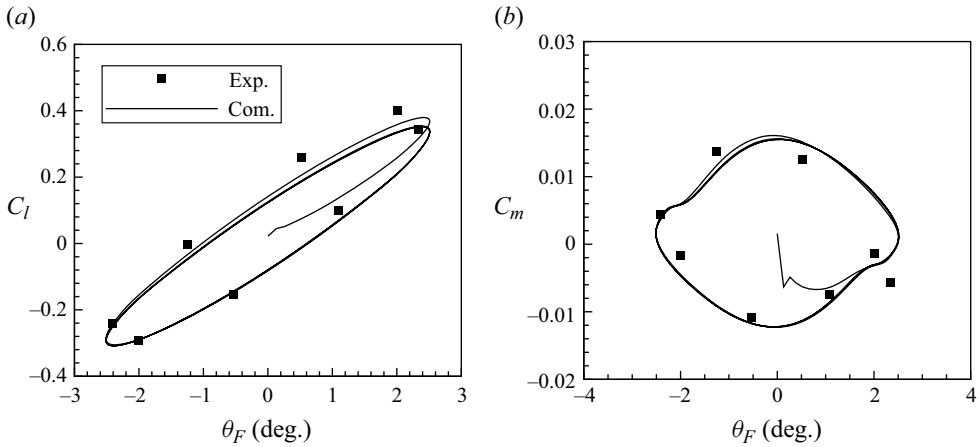 (a)
0.6
0.4
0.2
0
–0.2
–0.4
C_l
–3 –2 –1 0 1 2 3
θ_F (deg.)
Exp.
Com.
(b)
0.03
0.02
0.01
0
–0.01
–0.02
C_m
–4 –2 0 2 4
θ_F (deg.)